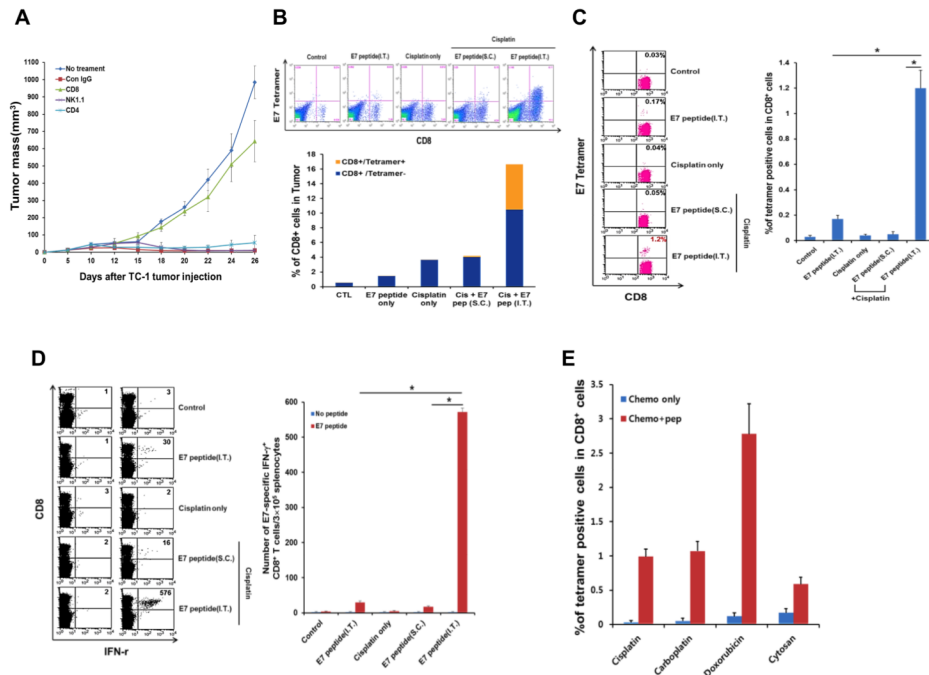 A
Tumor mass(mm³)
1100
1000
900
800
700
600
500
400
300
200
100
0
No treament
Con IgG
CD8
NK1.1
CD4
0 5 10 12 15 18 20 22 24 26
Days after TC-1 tumor injection
B
Cisplatin
Control
E7 peptide(I.T.)
Cisplatin only
E7 peptide(S.C.)
E7 peptide(I.T.)
E7 Tetramer
CD8
% of CD8+ cells in Tumor
18
16
14
12
10
8
6
4
2
0
CD8+/Tetramer+
CD8+ /Tetramer-
CTL
E7 peptide only
Cisplatin only
Cis + E7 pep (S.C.)
Cis + E7 pep (I.T.)
C
E7 Tetramer
0.03%
Control
0.17%
E7 peptide(I.T.)
0.04%
Cisplatin only
0.05%
E7 peptide(S.C.)
1.2%
E7 peptide(I.T.)
Cisplatin
CD8
%of tetramer positive cells in CD8⁺ cells
1.4
1.2
1
0.8
0.6
0.4
0.2
0
*
*
Control
E7 peptide(I.T.)
Cisplatin only
E7 peptide(S.C.)
E7 peptide(I.T.)
+Cisplatin
D
CD8
1 3
Control
1 30
E7 peptide(I.T.)
3 2
Cisplatin only
2 16
E7 peptide(S.C.)
2 576
E7 peptide(I.T.)
Cisplatin
IFN-r
Number of E7-specific IFN-γ⁺
CD8⁺ T cells/3×10⁵ splenocytes
600
500
400
300
200
100
0
No peptide
E7 peptide
*
*
Control
E7 peptide(I.T.)
Cisplatin only
E7 peptide(S.C.)
E7 peptide(I.T.)
E
%of tetramer positive cells in CD8⁺ cells
3.5
3
2.5
2
1.5
1
0.5
0
Chemo only
Chemo+pep
Cisplatin
Carboplatin
Doxorubicin
Cytosan